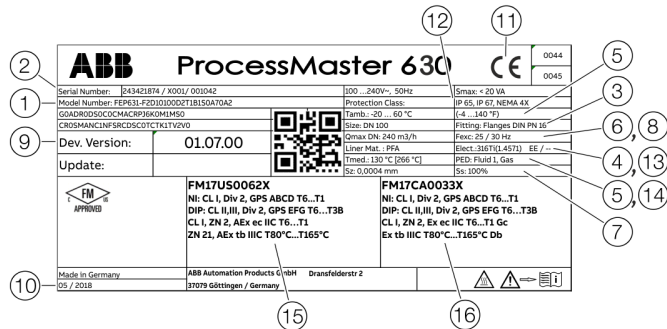 12 11
ABB ProcessMaster 630 CE 0044
0045
2 Serial Number: 243421874 / X001/ 001042 100 ...240V~, 50Hz Smax: < 20 VA 5
1 Model Number: FEP631-F2D10100D2T1B1S0A70A2 Protection Class: IP 65, IP 67, NEMA 4X
G0ADR0DS0C0CMACRPJ6K0M1MS0 Tamb.: -20 ... 60 °C (-4 ...140 °F) 3
CR0SMANC1NFSRCDSC0TCTK1TV2V0 Size: DN 100 Fitting: Flanges DIN PN 16
9 Dev. Version: 01.07.00 Qmax DN: 240 m3/h Fexc: 25 / 30 Hz 6, 8
Liner Mat. : PFA Elect.:316Ti(1.4571) EE / -- 4, 13
Update: Tmed.: 130 °C [266 °C] PED: Fluid 1, Gas 5, 14
Sz: 0,0004 mm Ss: 100% 7
FM C US APPROVED
FM17US0062X
NI: CL I, Div 2, GPS ABCD T6...T1
DIP: CL II,III, Div 2, GPS EFG T6...T3B
CL I, ZN 2, AEx ec IIC T6...T1
ZN 21, AEx tb IIIC T80°C...T165°C
FM17CA0033X
NI: CL I, Div 2, GPS ABCD T6...T1
DIP: CL II,III, Div 2, GPS EFG T6...T3B
CL I, ZN 2, Ex ec IIC T6...T1 Gc
Ex tb IIIC T80°C...T165°C Db
Made in Germany ABB Automation Products GmbH Dransfelderstr 2
10 05 / 2018 37079 Göttingen / Germany
15 16